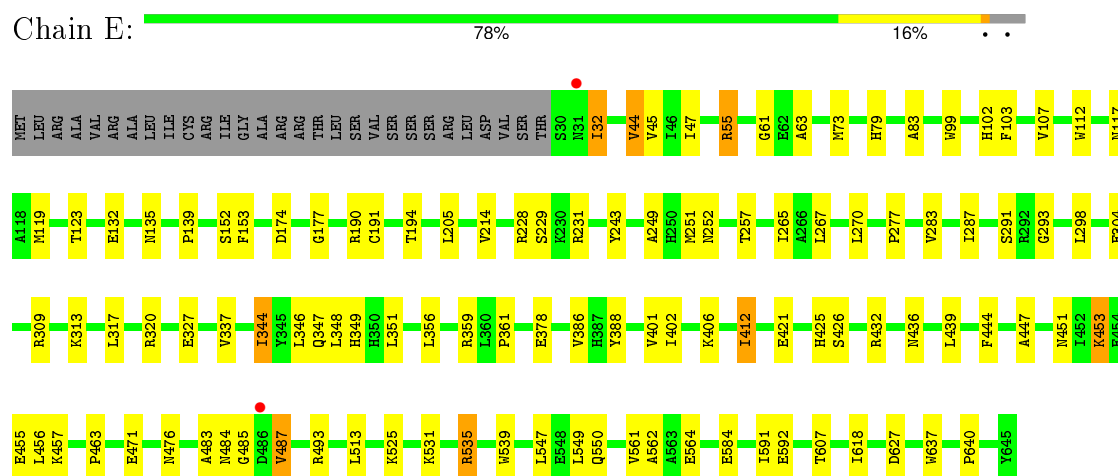 Chain E:
78% 16% • •
MET LEU ARG ALA VAL ARG ALA LEU ILE CYS ARG ILE GLY ALA ARG ARG THR LEU SER VAL SER SER SER ARG LEU ASP VAL SER THR S30 N31 I32 V44 V45 I46 I47 R55 G61 E62 A63 M73 H79 A83 W99 H102 F103 V107 W112 N117
A118 M119 T123 E132 N135 P139 S152 F153 D174 G177 R190 C191 T194 L205 V214 R228 S229 K230 R231 Y243 A249 H250 M251 N252 T257 I265 A266 L267 L270 P277 V283 I287 S291 R292 G293 L298
R309 K313 L317 R320 E327 V337 I344 Y345 L346 Q347 L348 H349 H350 L351 L356 R359 L360 P361 E378 V386 H387 Y388 V401 I402 K406 I412 E421 H425 S426 R432 N436 L439 F444 A447 N451 I452 K453
E455 L456 K457 P463 E471 N476 A483 N484 G485 D486 V487 R493 L513 K525 K531 R535 W539 L547 E548 L549 Q550 V561 A562 A563 E564 E584 I591 E592 T607 I618 D627 W637 P640 Y645